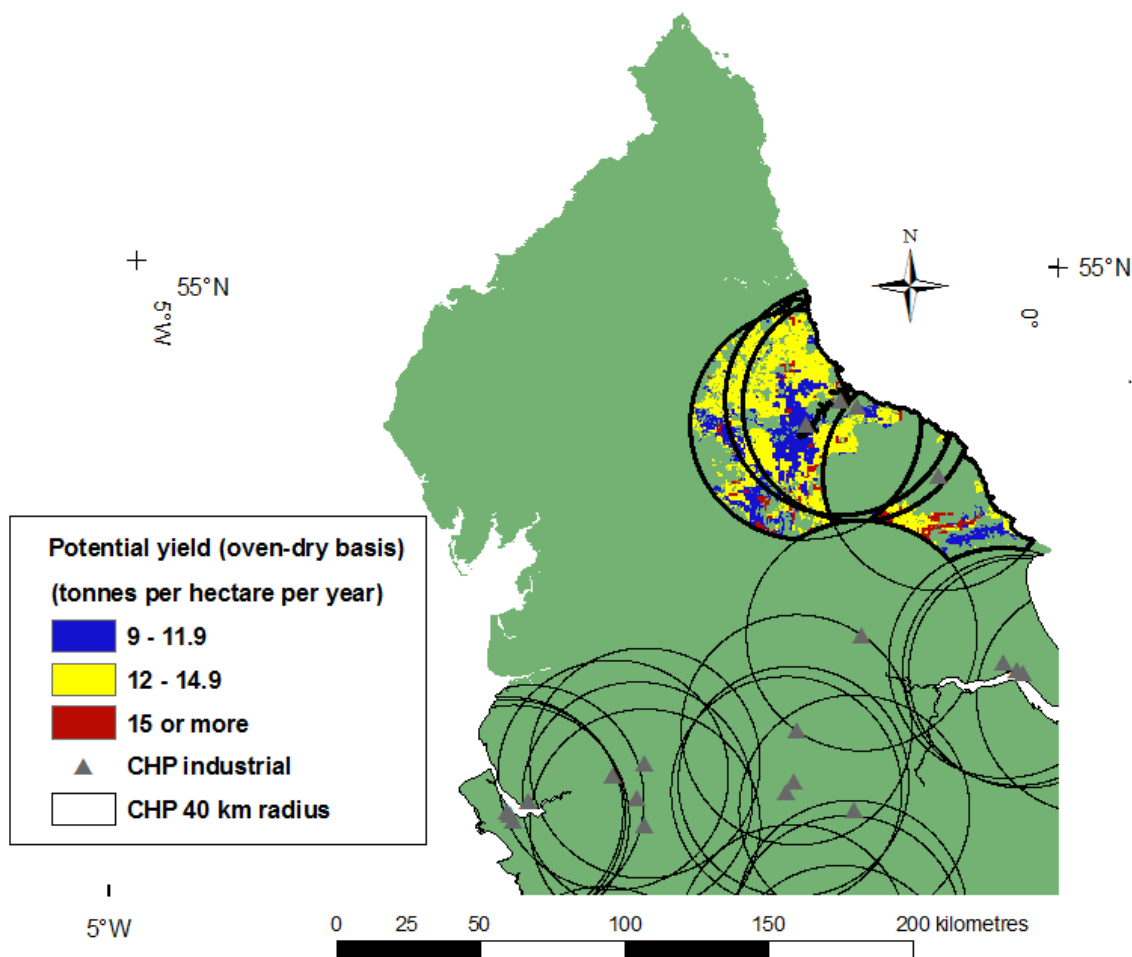 N
55°N
5°W
55°N
0°
Potential yield (oven-dry basis)
(tonnes per hectare per year)
9 - 11.9
12 - 14.9
15 or more
CHP industrial
CHP 40 km radius
5°W
0 25 50 100 150 200 kilometres